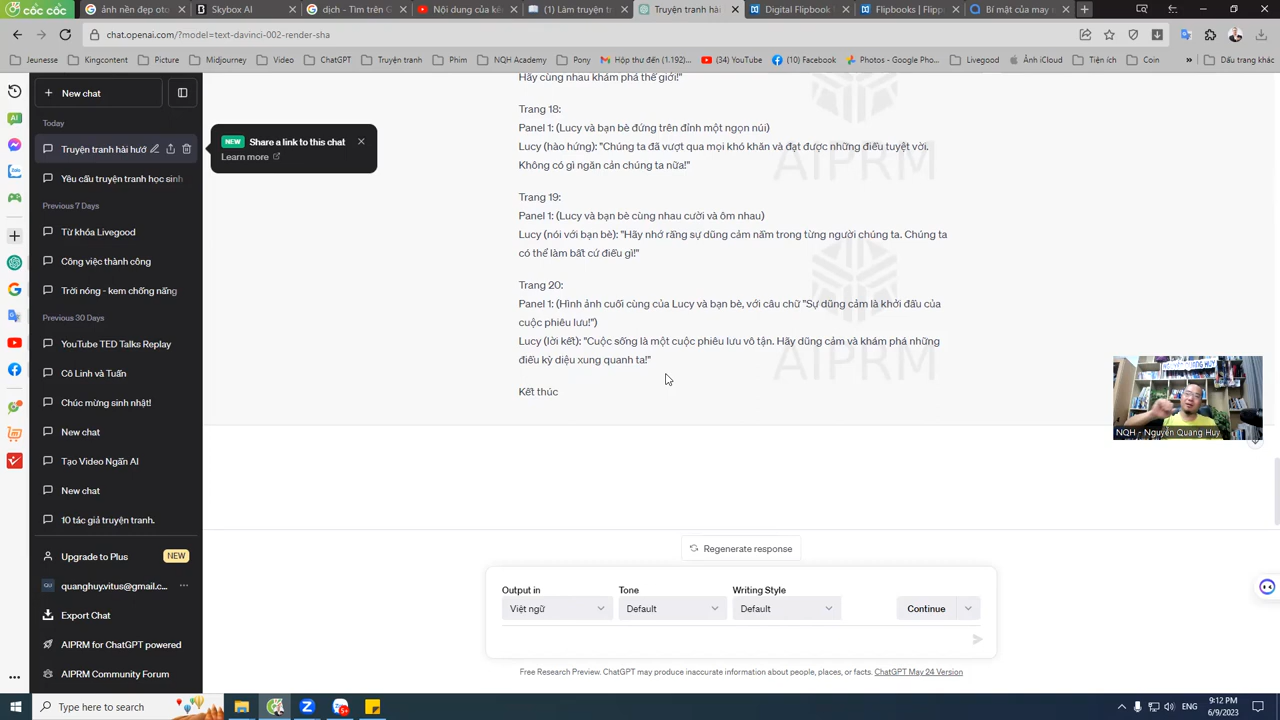 ảnh nền đẹp oto
Skybox AI
dịch - Tìm trên G
Nội dung của kên
(1) Làm truyện tr
Truyện tranh hài
Digital Flipbook
Heyzine Flipbooks | Flipp
Bí mật của may
chat.openai.com/?model=text-davinci-002-render-sha
Jeunesse
Kingcontent
Picture
Midjourney
Video
ChatGPT
Truyện tranh
Phim
NQH Academy
Pony
Hộp thư đến (1.192)...
(34) YouTube
(10) Facebook
Photos - Google Pho...
Livegood
Ảnh iCloud
Tiện ích
Coin
»
Dấu trang khác
New chat
Today
Truyện tranh hài hướ
Yêu cầu truyện tranh học sinh
Previous 7 Days
Từ khóa Livegood
Công việc thành công
Trời nóng - kem chống nắng
Previous 30 Days
YouTube TED Talks Replay
Cô Linh và Tuấn
Chúc mừng sinh nhật!
New chat
Tạo Video Ngắn AI
New chat
10 tác giả truyện tranh.
Upgrade to Plus
NEW
QU
quanghuy.vitus@gmail.c...
Export Chat
AIPRM for ChatGPT powered
AIPRM Community Forum
NEW Share a link to this chat
Learn more
Hãy cùng nhau khám phá thế giới!"
Trang 18:
Panel 1: (Lucy và bạn bè đứng trên đỉnh một ngọn núi)
Lucy (hào hứng): "Chúng ta đã vượt qua mọi khó khăn và đạt được những điều tuyệt vời.
Không có gì ngăn cản chúng ta nữa!"
Trang 19:
Panel 1: (Lucy và bạn bè cùng nhau cười và ôm nhau)
Lucy (nói với bạn bè): "Hãy nhớ rằng sự dũng cảm nằm trong từng người chúng ta. Chúng ta
có thể làm bất cứ điều gì!"
Trang 20:
Panel 1: (Hình ảnh cuối cùng của Lucy và bạn bè, với câu chữ "Sự dũng cảm là khởi đầu của
cuộc phiêu lưu!")
Lucy (lời kết): "Cuộc sống là một cuộc phiêu lưu vô tận. Hãy dũng cảm và khám phá những
điều kỳ diệu xung quanh ta!"
Kết thúc
AIPRM
AIPRM
NGUYỄN QUANG HUY
NQH - Nguyễn Quang Huy
Regenerate response
Output in
Tone
Writing Style
Việt ngữ
Default
Default
Continue
Free Research Preview. ChatGPT may produce inaccurate information about people, places, or facts. ChatGPT May 24 Version
Type here to search
ENG
9:12 PM
6/9/2023